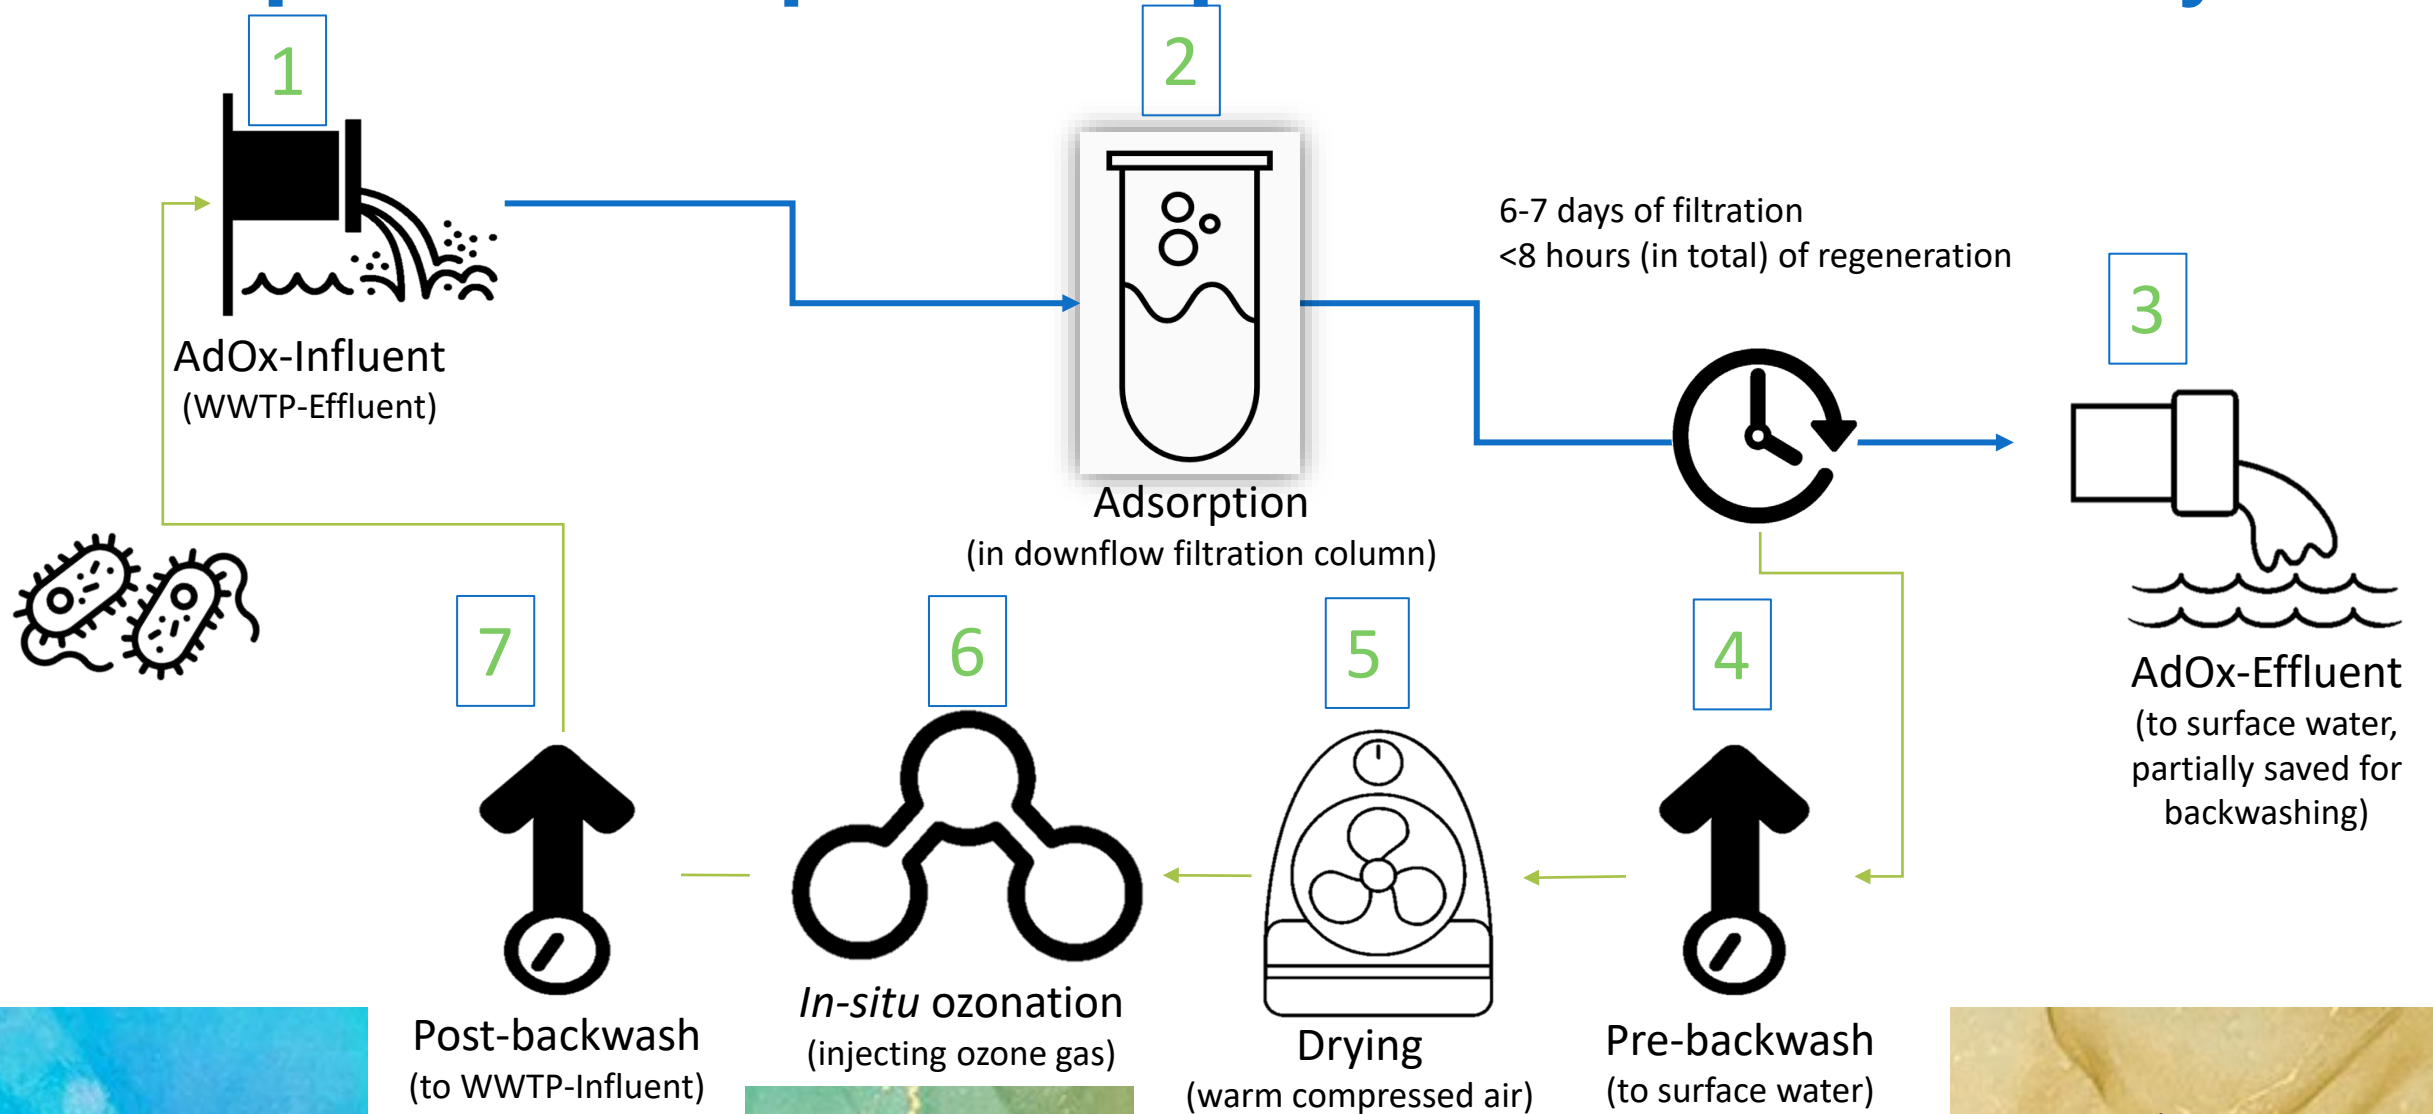 1
AdOx-Influent
(WWTP-Effluent)
2
Adsorption
(in downflow filtration column)
6-7 days of filtration
<8 hours (in total) of regeneration
3
AdOx-Effluent
(to surface water,
partially saved for
backwashing)
7
Post-backwash
(to WWTP-Influent)
6
In-situ ozonation
(injecting ozone gas)
5
Drying
(warm compressed air)
4
Pre-backwash
(to surface water)